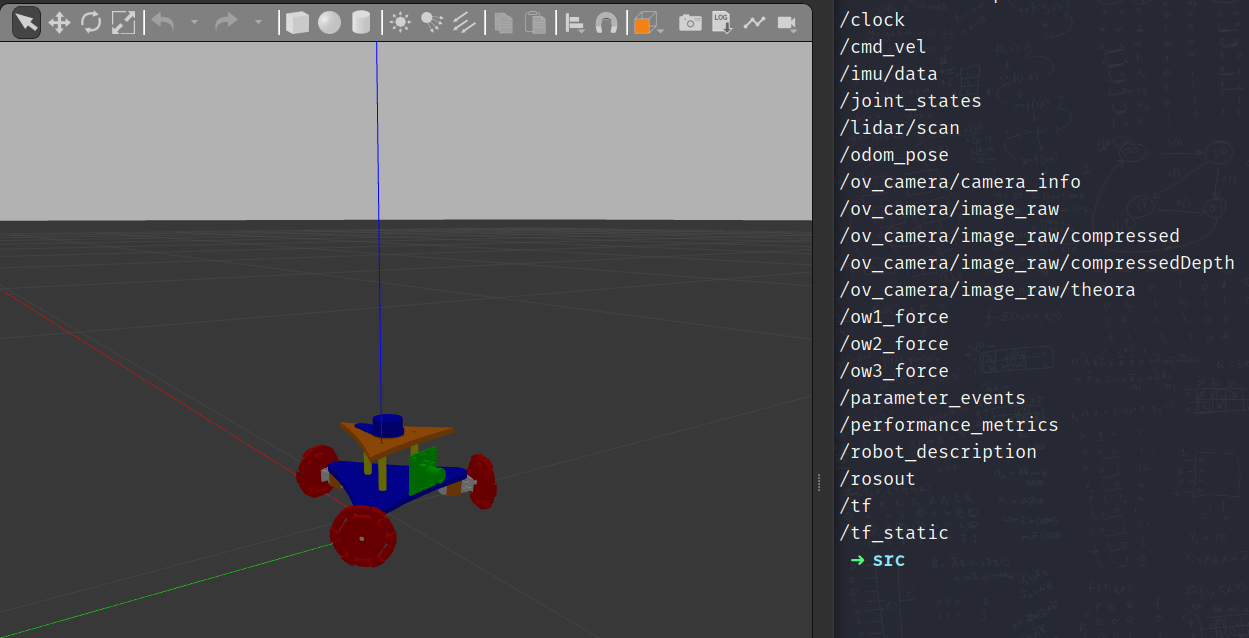 LOG
/clock
/cmd_vel
/imu/data
/joint_states
/lidar/scan
/odom_pose
/ov_camera/camera_info
/ov_camera/image_raw
/ov_camera/image_raw/compressed
/ov_camera/image_raw/compressedDepth
/ov_camera/image_raw/theora
/ow1_force
/ow2_force
/ow3_force
/parameter_events
/performance_metrics
/robot_description
/rosout
/tf
/tf_static
➜ src